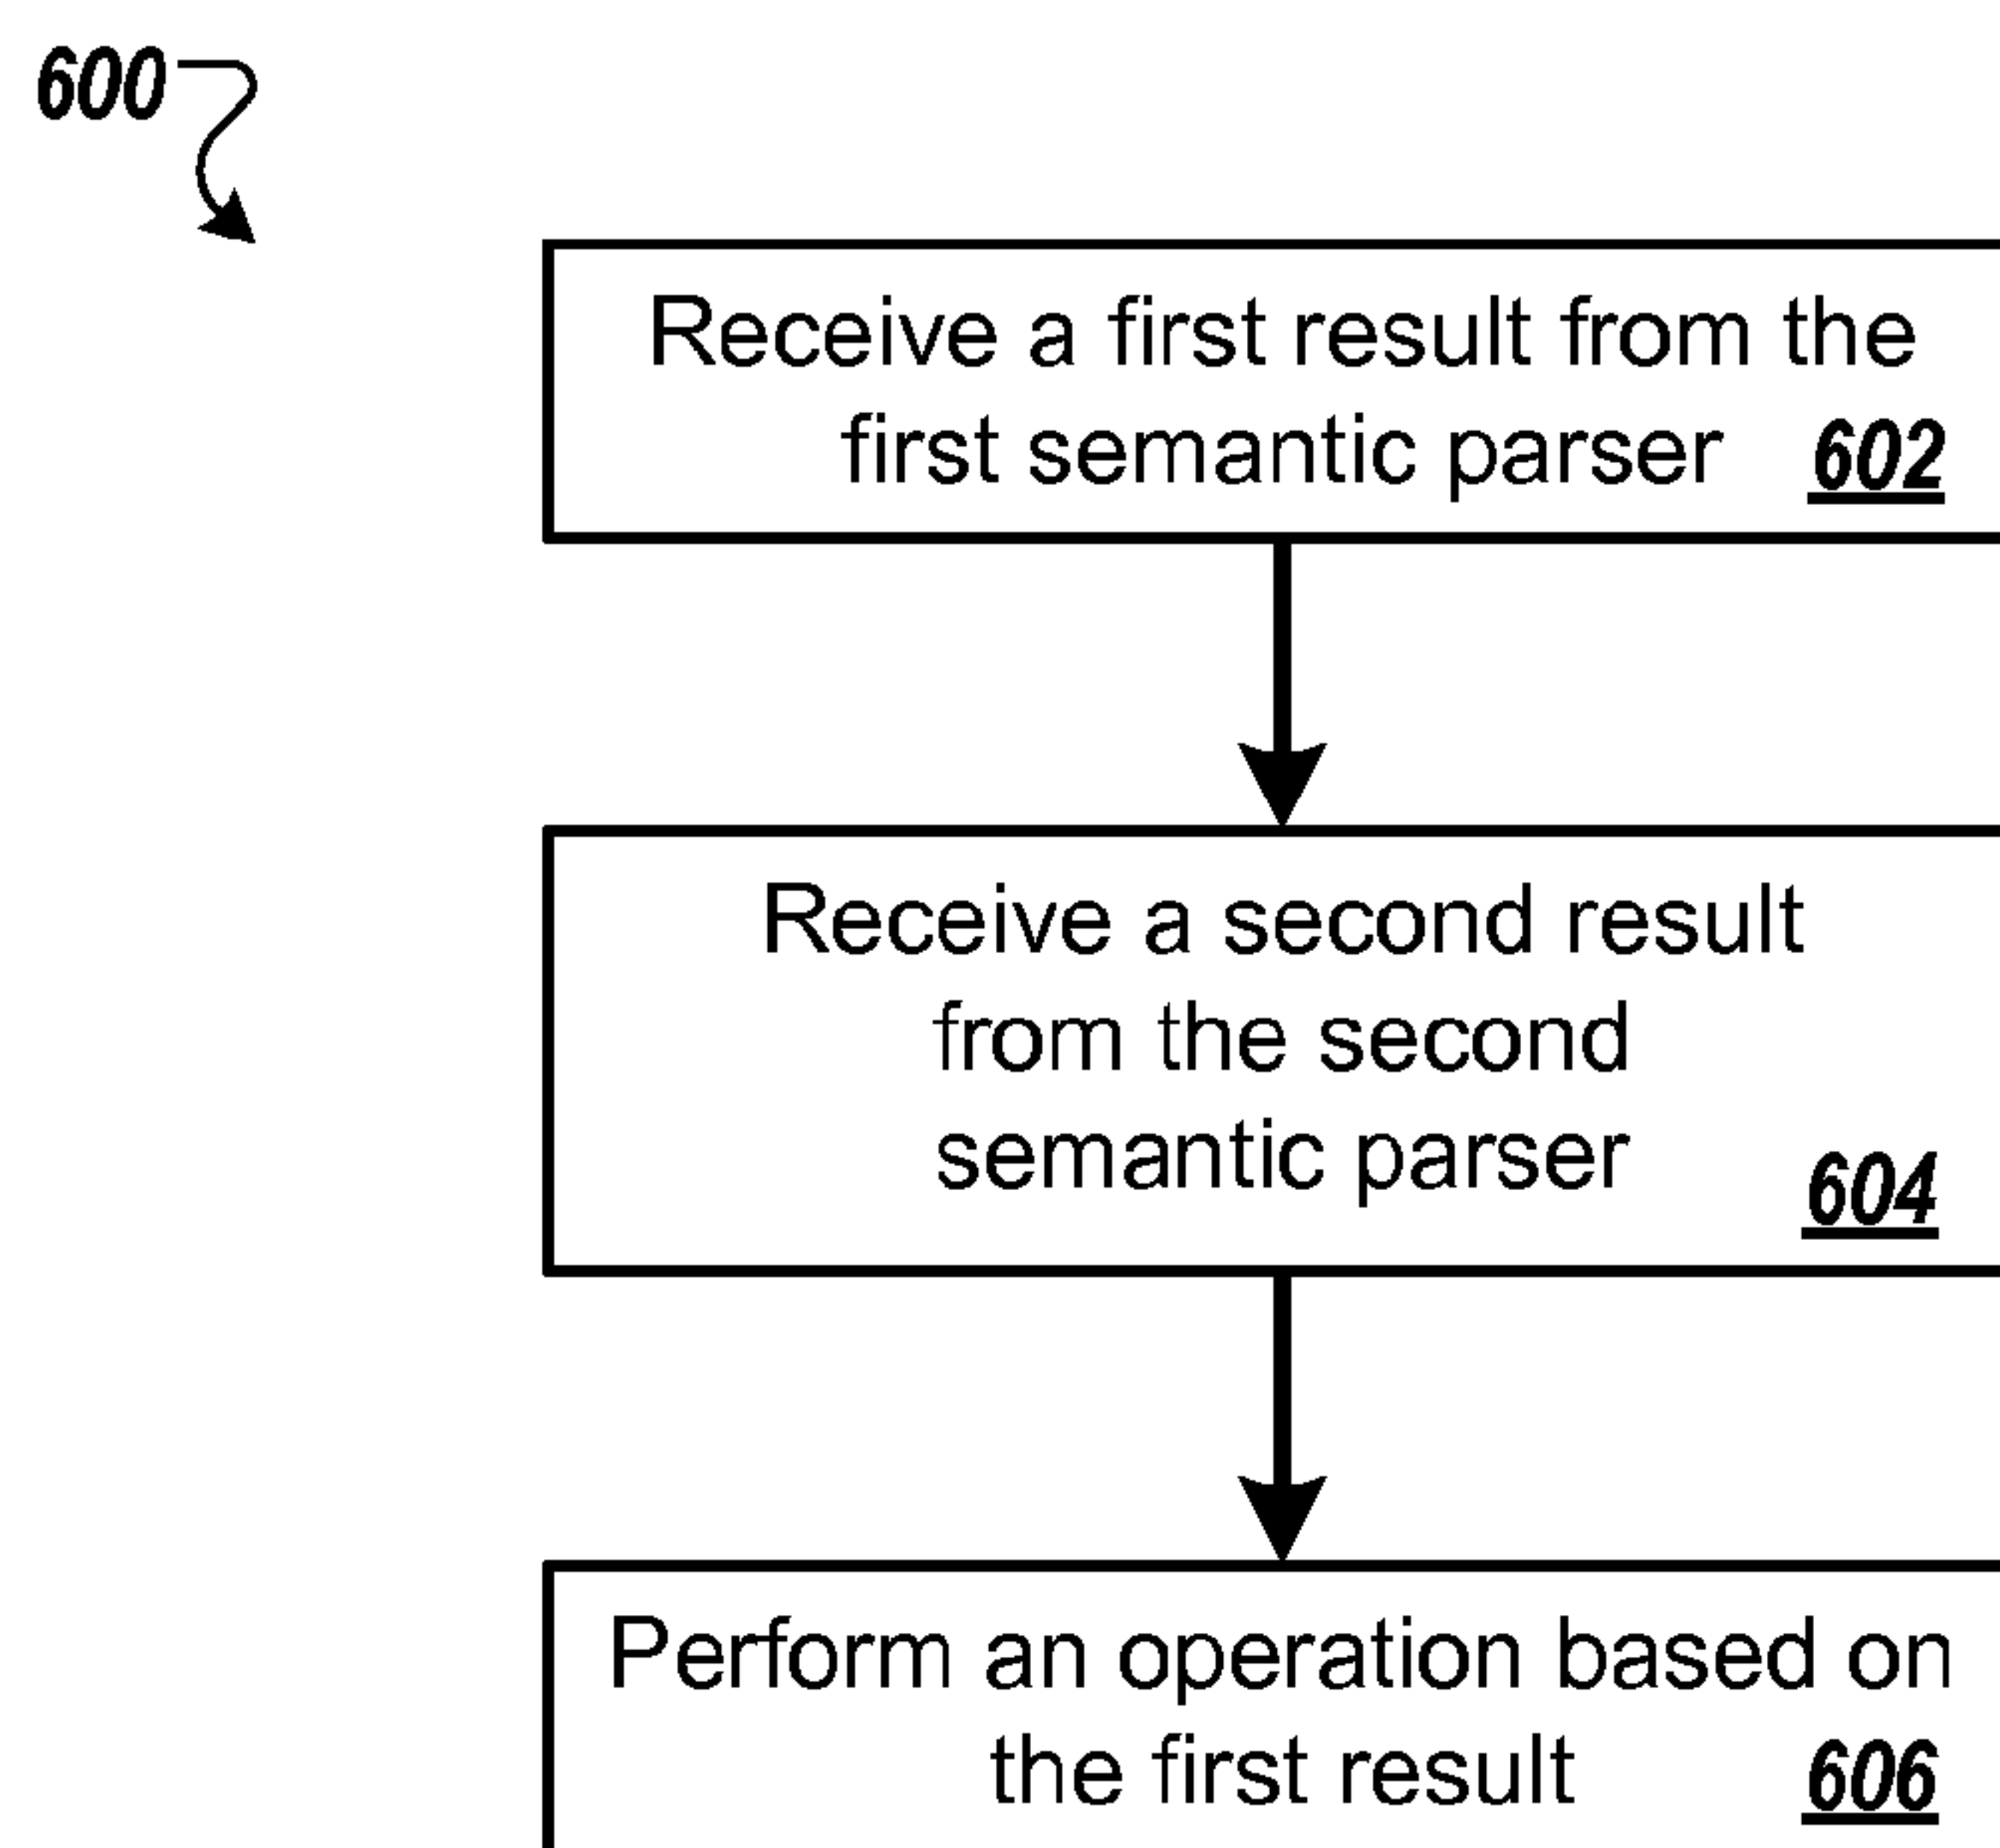 600
Receive a first result from the
first semantic parser 602
Receive a second result
from the second
semantic parser
604
Perform an operation based on
the first result 606